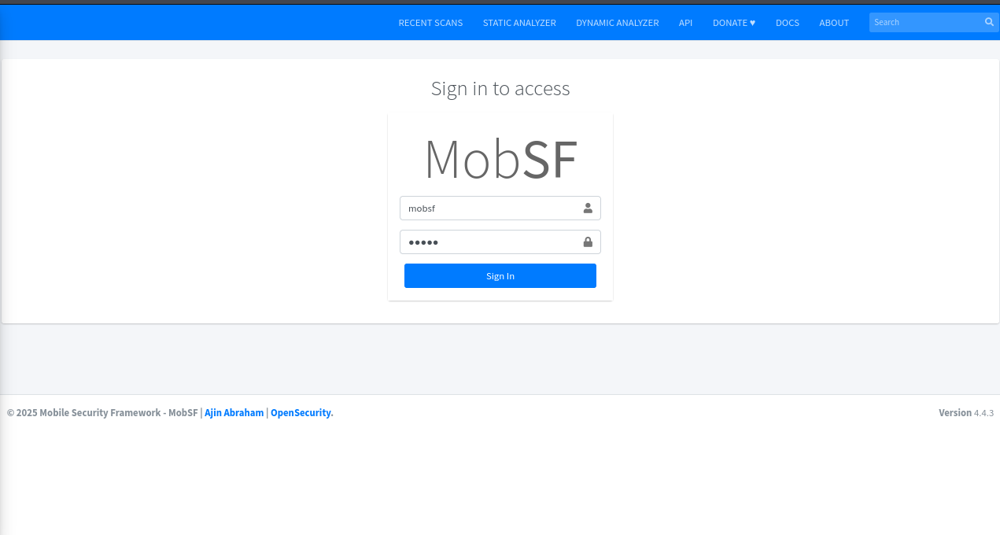 RECENT SCANS STATIC ANALYZER DYNAMIC ANALYZER API DONATE ♥ DOCS ABOUT Search
Sign in to access
MobSF
mobsf
●●●●●
Sign In
© 2025 Mobile Security Framework - MobSF | Ajin Abraham | OpenSecurity. Version 4.4.3